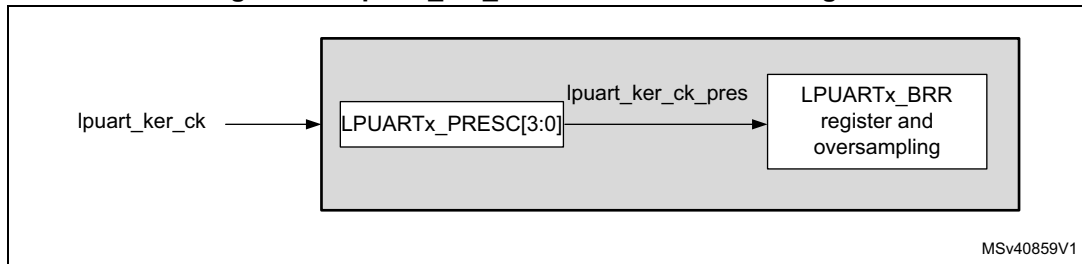 lpuart_ker_ck
LPUARTx_PRESC[3:0]
lpuart_ker_ck_pres
LPUARTx_BRR
register and
oversampling
MSv40859V1